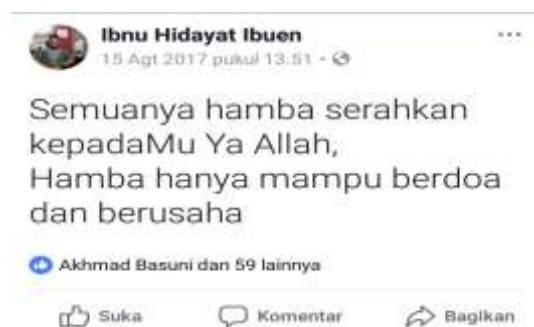 Ibnu Hidayat Ibuen
15 Agt 2017 pukul 13.51
Semuanya hamba serahkan
kepadaMu Ya Allah,
Hamba hanya mampu berdoa
dan berusaha
Akhmad Basuni dan 59 lainnya
Suka Komentar Bagikan